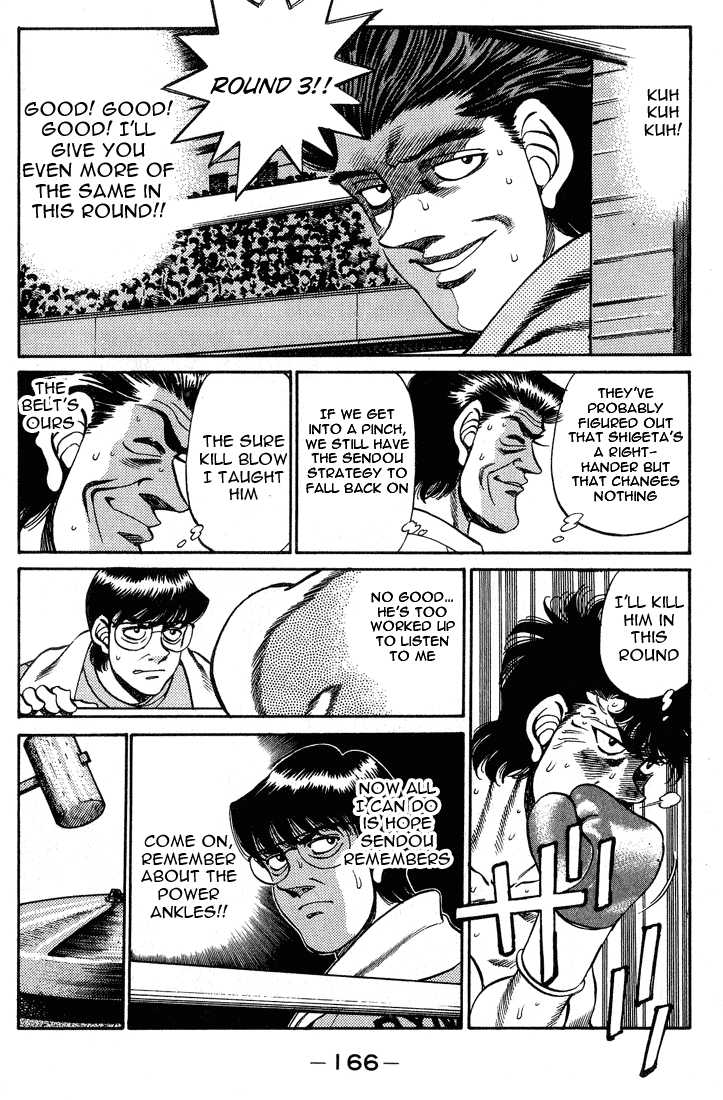 KUH
KUH
KUH!
ROUND 3!!
GOOD! GOOD!
GOOD! I'LL
GIVE YOU
EVEN MORE OF
THE SAME IN
THIS ROUND!!
THEY'VE
PROBABLY
FIGURED OUT
THAT SHIGETA'S
A RIGHT-
HANDER BUT
THAT CHANGES
NOTHING
IF WE GET
INTO A PINCH,
WE STILL HAVE
THE SENDOU
STRATEGY TO
FALL BACK ON
THE SURE
KILL BLOW I
TAUGHT
HIM
THE
BELT'S
OURS
I'LL KILL
HIM IN
THIS
ROUND
NO GOOD...
HE'S TOO
WORKED UP
TO LISTEN
TO ME
NOW ALL
I CAN DO
IS HOPE
SENDOU
REMEMBERS
COME ON,
REMEMBER
ABOUT THE
POWER
ANKLES!!
ギリリ
—166—